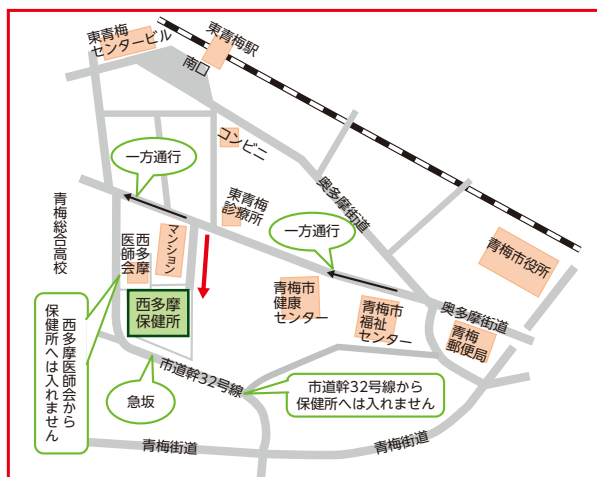 東青梅
センタービル
東青梅駅
南口
コンビニ
一方通行
奥多摩街道
東青梅
診療所
一方通行
青梅総合高校
西多摩
医師会
マンション
青梅市役所
西多摩
保健所
青梅市
健康
センター
青梅市
福祉
センター
奥多摩街道
青梅
郵便局
西多摩医師会から
保健所へは入れません
市道幹32号線
急坂
市道幹32号線から
保健所へは入れません
青梅街道
青梅街道